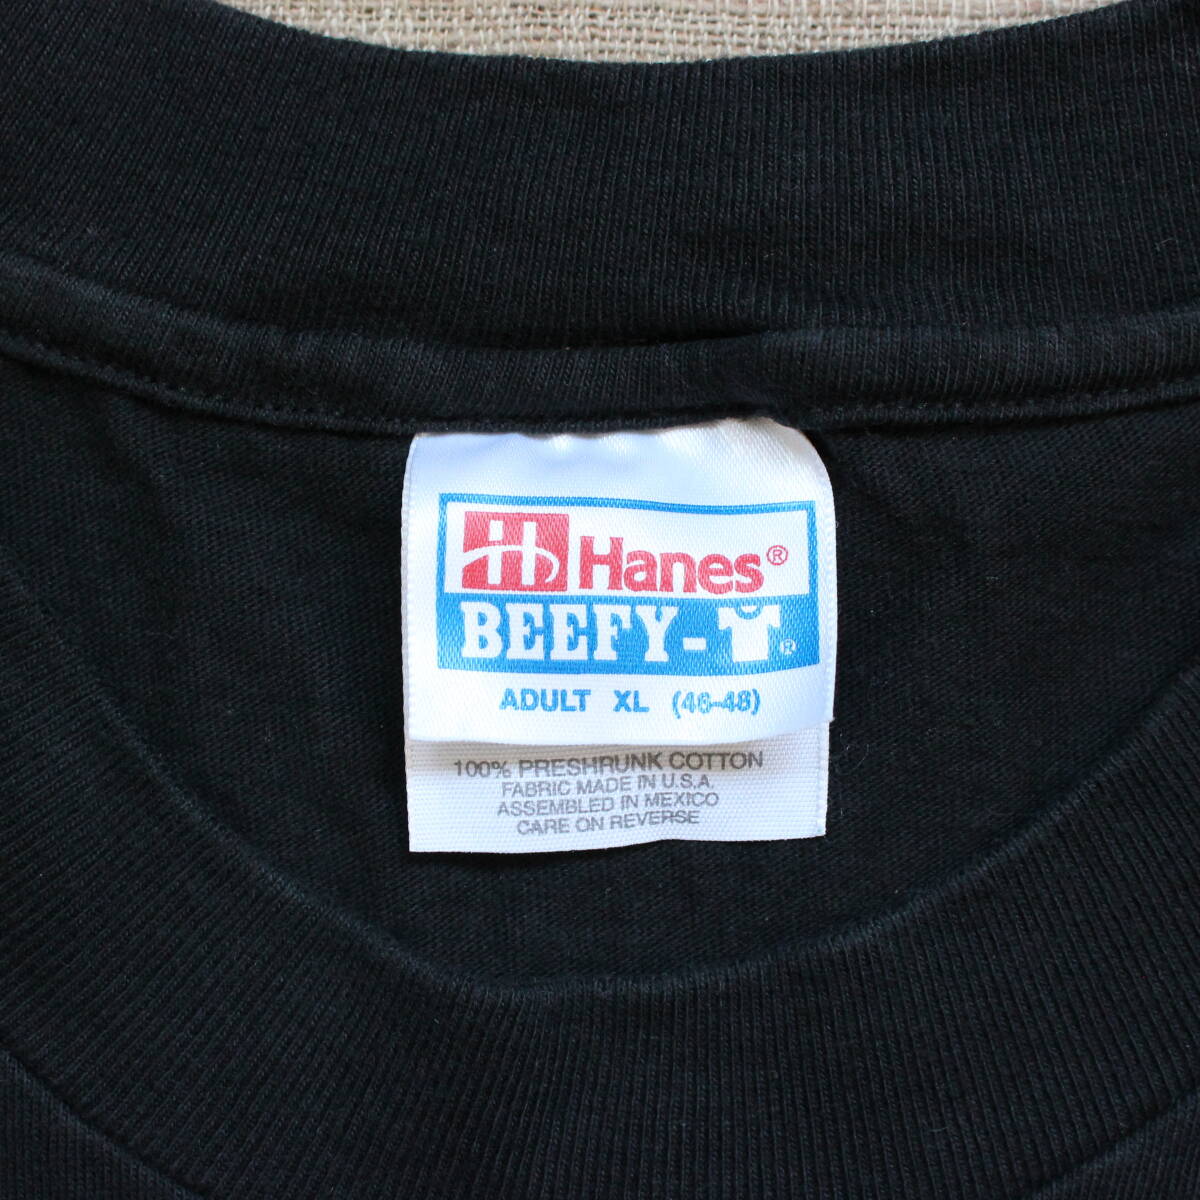 H Hanes®
BEEFY-T®
ADULT XL (46-48)
100% PRESHRUNK COTTON
FABRIC MADE IN U.S.A.
ASSEMBLED IN MEXICO
CARE ON REVERSE